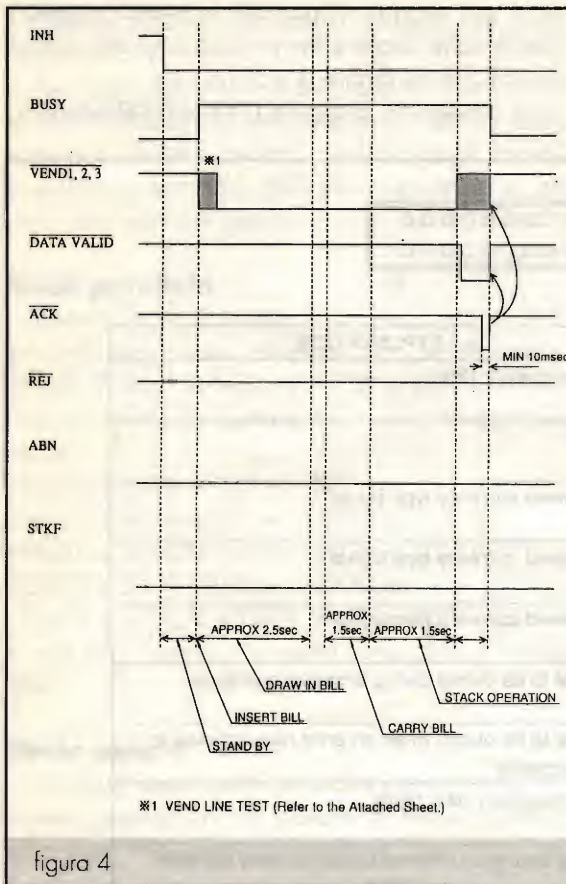 INH
BUSY
※1
VEND1, 2, 3
DATA VALID
ACK
MIN 10msec
REJ
ABN
STKF
APPROX 2.5sec
APPROX
1.5sec
APPROX 1.5sec
DRAW IN BILL
STACK OPERATION
INSERT BILL
CARRY BILL
STAND BY
※1 VEND LINE TEST (Refer to the Attached Sheet.)
figura 4